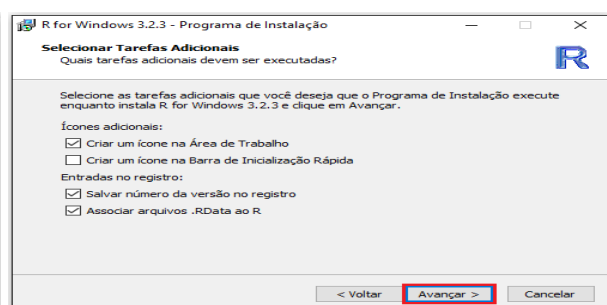 R for Windows 3.2.3 - Programa de Instalação
Selecionar Tarefas Adicionais
Quais tarefas adicionais devem ser executadas?
R
Selecione as tarefas adicionais que você deseja que o Programa de Instalação execute
enquanto instala R for Windows 3.2.3 e clique em Avançar.
Ícones adicionais:
Criar um ícone na Área de Trabalho
Criar um ícone na Barra de Inicialização Rápida
Entradas no registro:
Salvar número da versão no registro
Associar arquivos .RData ao R
< Voltar Avançar > Cancelar